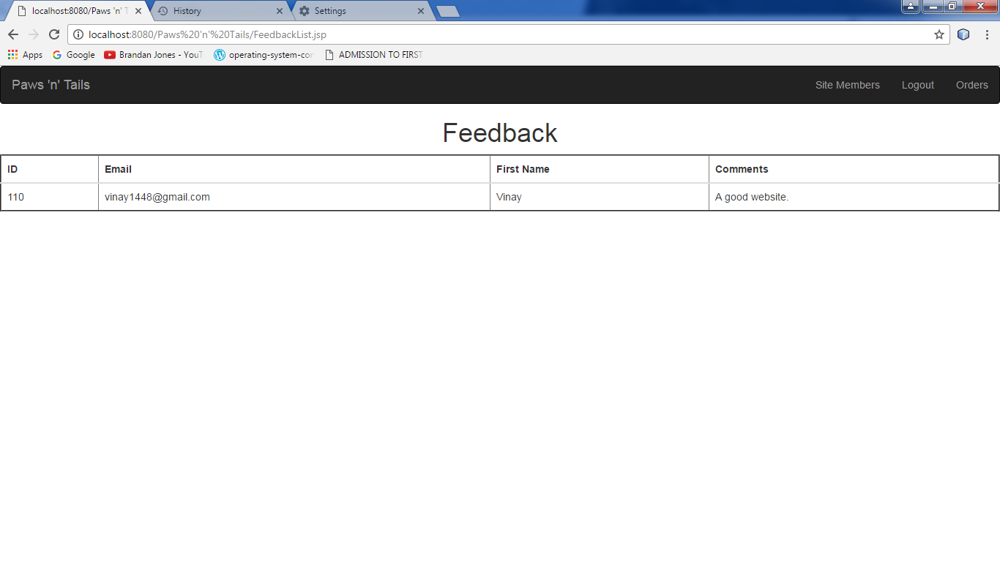 localhost:8080/Paws 'n' T History Settings
localhost:8080/Paws%20'n'%20Tails/FeedbackList.jsp
Apps Google Brandan Jones - YouT operating-system-con ADMISSION TO FIRST
Paws 'n' Tails Site Members Logout Orders
Feedback
ID Email First Name Comments
110 vinay1448@gmail.com Vinay A good website.